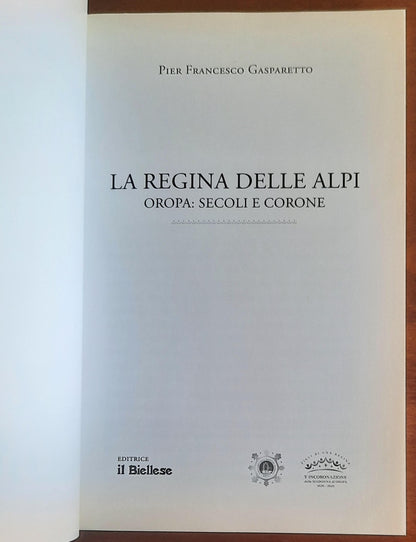 Pier Francesco Gasparetto
LA REGINA DELLE ALPI
OROPA: SECOLI E CORONE
EDITRICE
il Biellese
V INCORONAZIONE